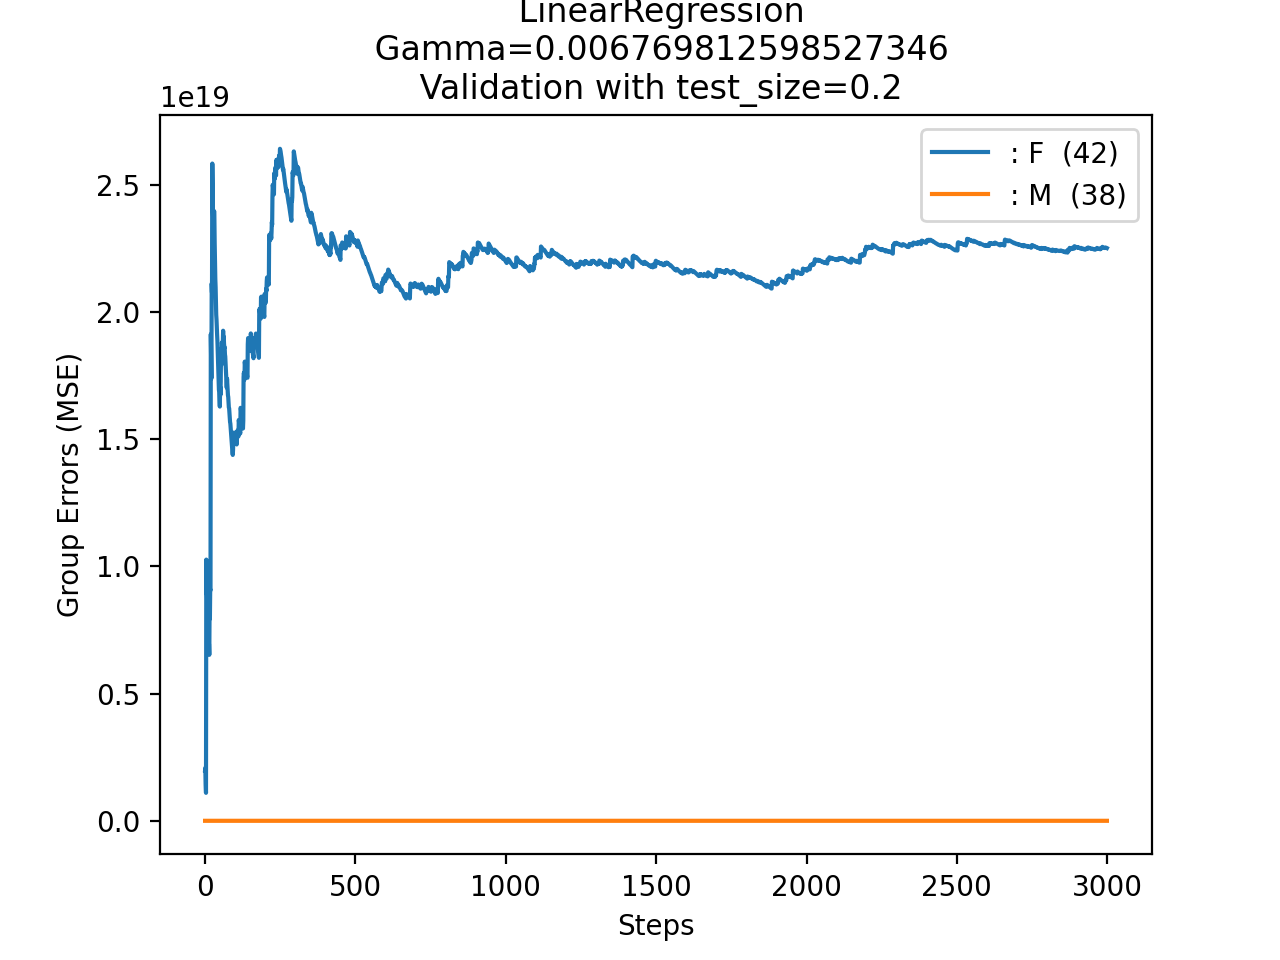 LinearRegression
Gamma=0.006769812598527346
Validation with test_size=0.2
1e19
: F (42)
: M (38)
2.5
2.0
1.5
1.0
0.5
0.0
Group Errors (MSE)
0 500 1000 1500 2000 2500 3000
Steps